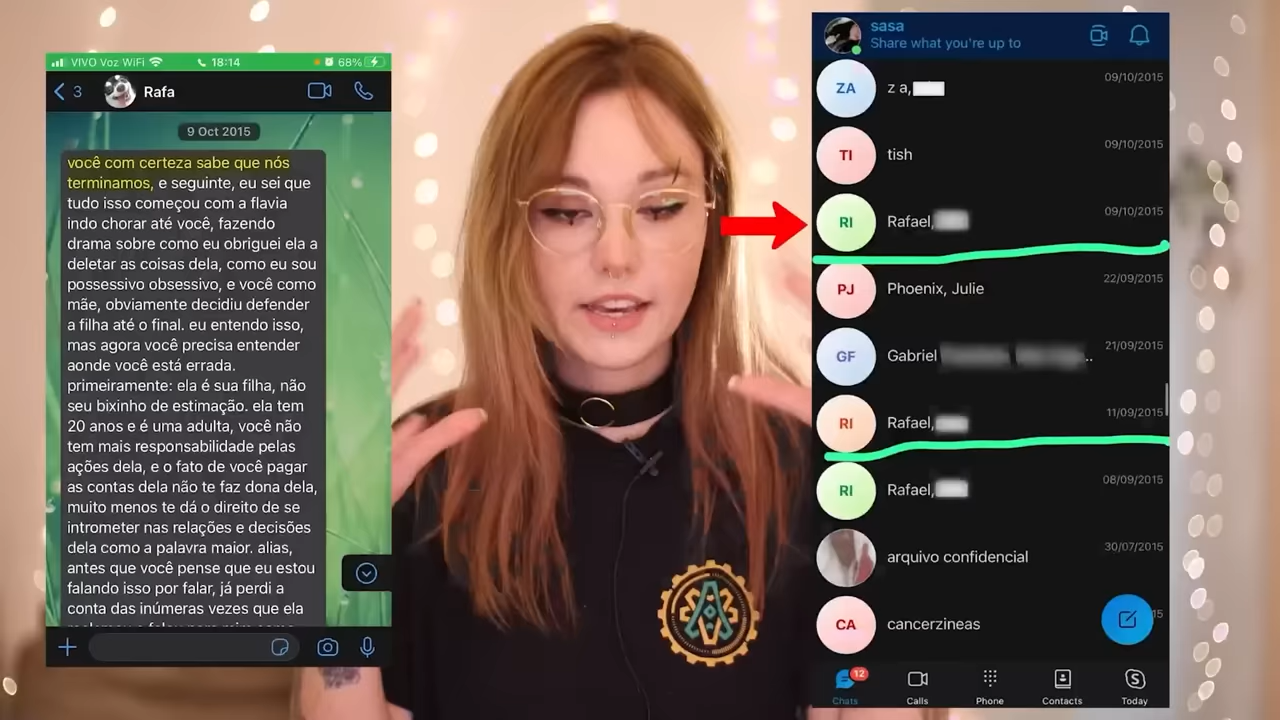 VIVO Voz WiFi 18:14 68%
3 Rafa
9 Oct 2015
você com certeza sabe que nós
terminamos, e seguinte, eu sei que
tudo isso começou com a flavia
indo chorar até você, fazendo
drama sobre como eu obriguei ela a
deletar as coisas dela, como eu sou
possessivo obsessivo, e você como
mãe, obviamente decidiu defender
a filha até o final. eu entendo isso,
mas agora você precisa entender
aonde você está errada.
primeiramente: ela é sua filha, não
seu bixinho de estimação. ela tem
20 anos e é uma adulta, você não
tem mais responsabilidade pelas
ações dela, e o fato de você pagar
as contas dela não te faz dona dela,
muito menos te dá o direito de se
intrometer nas relações e decisões
dela como a palavra maior. alias,
antes que você pense que eu estou
falando isso por falar, já perdi a
conta das inúmeras vezes que ela
sasa
Share what you're up to
ZA z a, 09/10/2015
TI tish 09/10/2015
RI Rafael, 09/10/2015
PJ Phoenix, Julie 22/09/2015
GF Gabriel .. 21/09/2015
RI Rafael, 11/09/2015
RI Rafael, 08/09/2015
arquivo confidencial 30/07/2015
CA cancerzineas 15
12
Chats Calls Phone Contacts Today